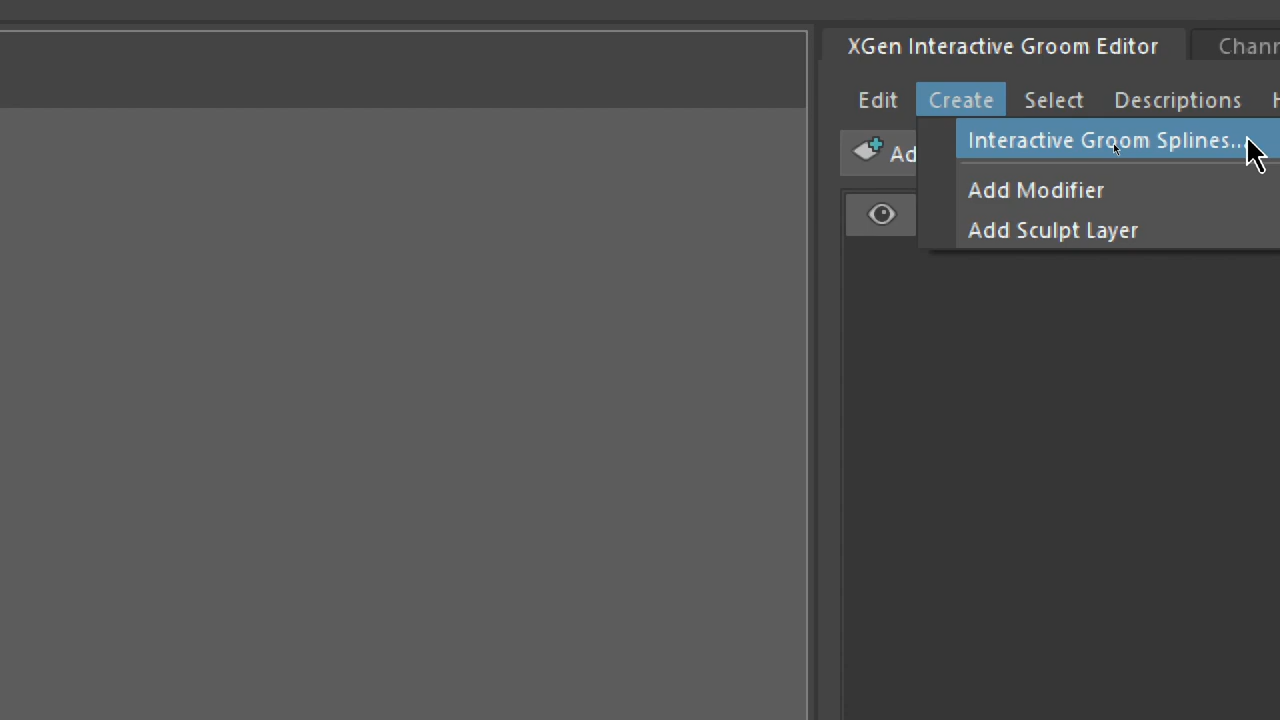 XGen Interactive Groom Editor
Edit Create Select Descriptions
Interactive Groom Splines...
Add Modifier
Add Sculpt Layer